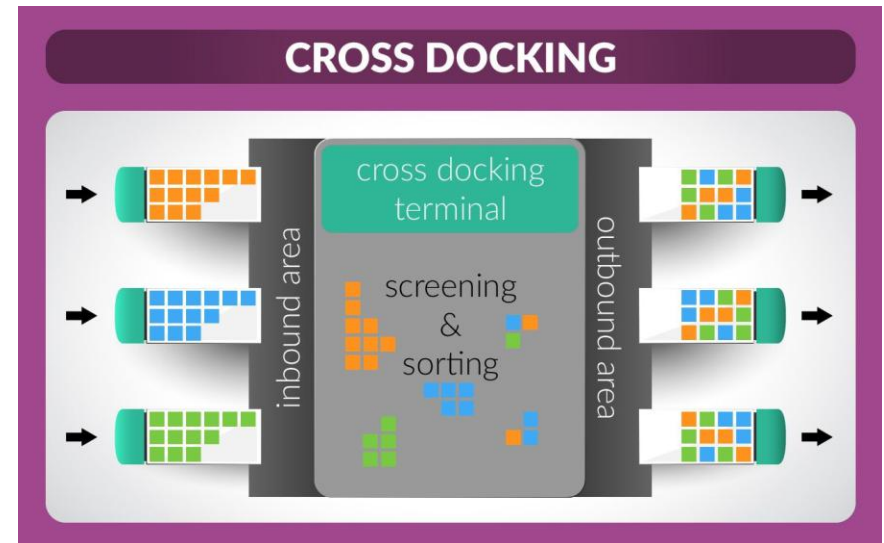 CROSS DOCKING
cross docking
terminal
inbound area
screening
&
sorting
outbound area